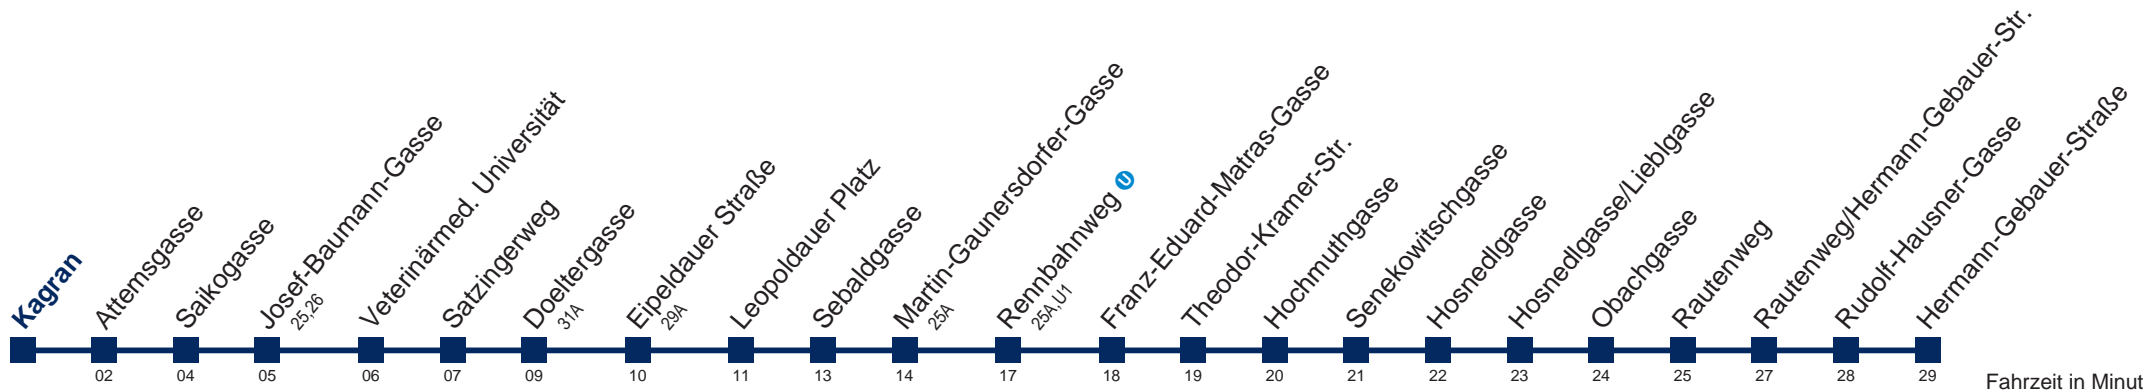 Kagran
Attemsgasse
Saikogasse
Josef-Baumann-Gasse
25,26
Veterinärmed. Universität
Satzingerweg
Doeltergasse
31A
Eipeldauer Straße
29A
Leopoldauer Platz
Sebaldgasse
Martin-Gaunersdorfer-Gasse
25A
Rennbahnweg U
25A,U1
Franz-Eduard-Matras-Gasse
Theodor-Kramer-Str.
Hochmuthgasse
Senekowitschgasse
Hosnedlgasse
Hosnedlgasse/Lieblgasse
Obachgasse
Rautenweg
Rautenweg/Hermann-Gebauer-Str.
Rudolf-Hausner-Gasse
Hermann-Gebauer-Straße
02 04 05 06 07 09 10 11 13 14 17 18 19 20 21 22 23 24 25 27 28 29
Fahrzeit in Minut